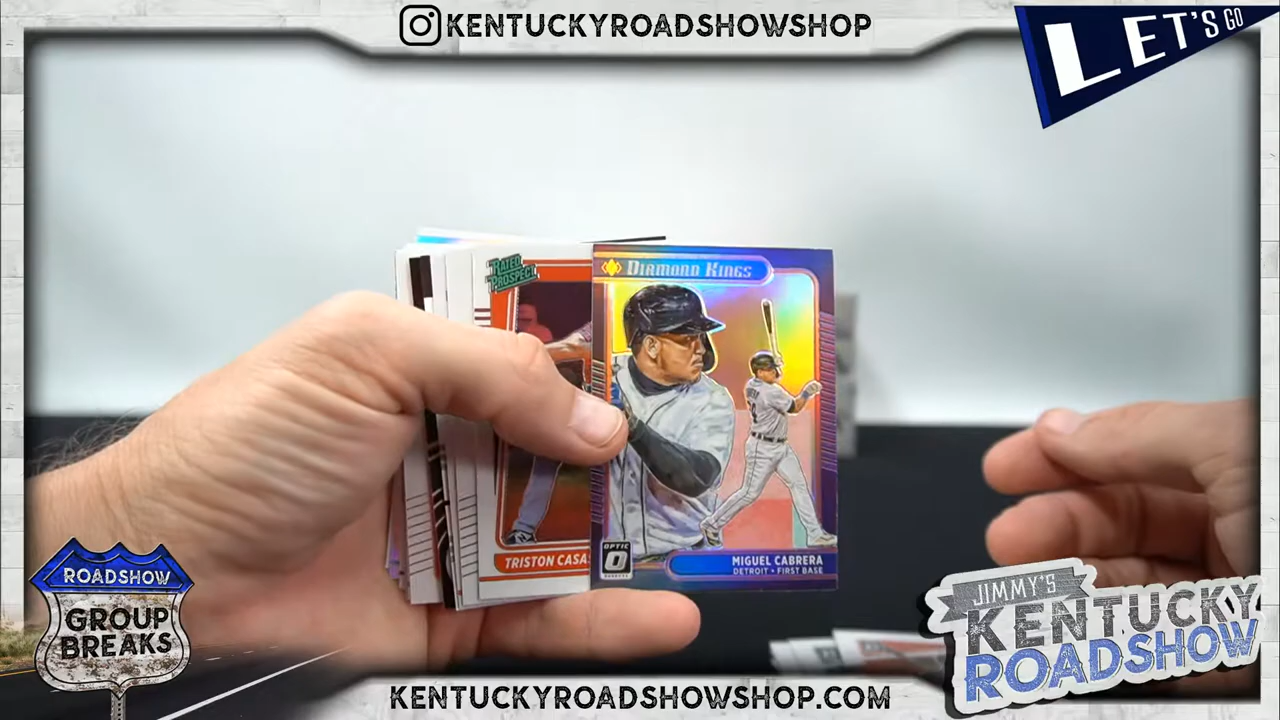 KENTUCKYROADSHOWSHOP
LET'S GO
RATED
PROSPECT
DIAMOND KINGS
TRISTON CASAS
OPTIC
MIGUEL CABRERA
DETROIT • FIRST BASE
ROADSHOW
GROUP
BREAKS
JIMMY'S
KENTUCKY
ROADSHOW
KENTUCKYROADSHOWSHOP.COM